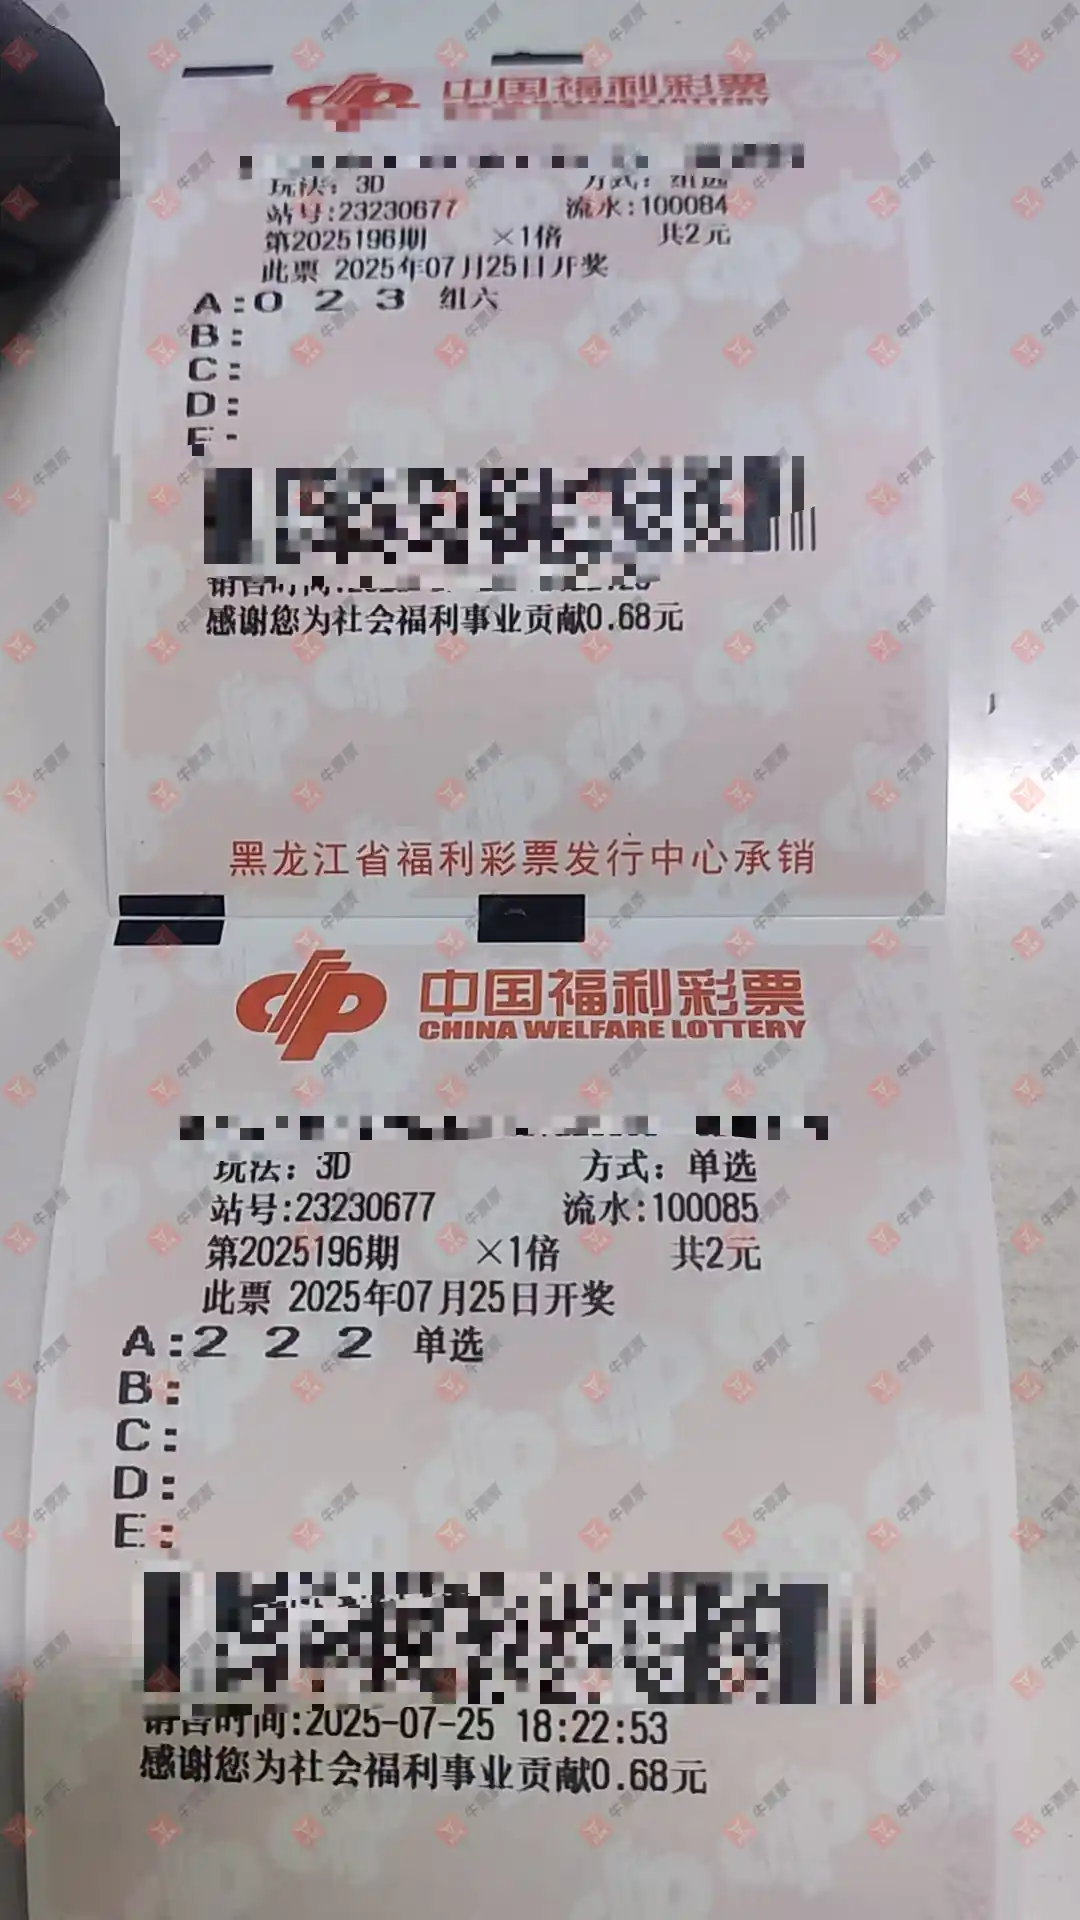 中国福利彩票
玩法：3D 方式：组选
站号:23230677 流水:100084
第2025196期 ×1倍 共2元
此票 2025年07月25日开奖
A:0 2 3 组六
B:
C:
D:
E:
销售时间:
感谢您为社会福利事业贡献0.68元
黑龙江省福利彩票发行中心承销
中国福利彩票
CHINA WELFARE LOTTERY
玩法：3D 方式：单选
站号:23230677 流水:100085
第2025196期 ×1倍 共2元
此票 2025年07月25日开奖
A:2 2 2 单选
B:
C:
D:
E:
销售时间:2025-07-25 18:22:53
感谢您为社会福利事业贡献0.68元
牛票票